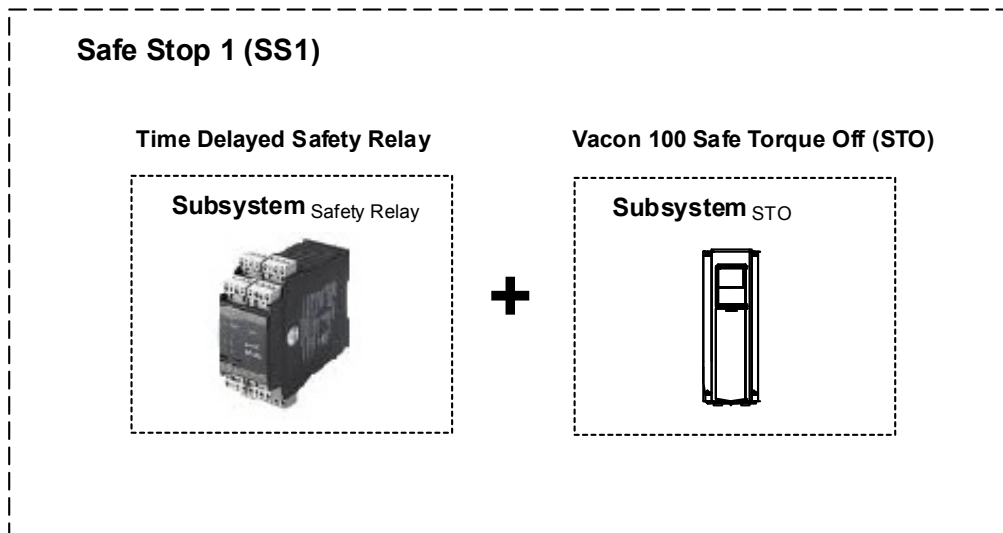 Safe Stop 1 (SS1)
Time Delayed Safety Relay
Vacon 100 Safe Torque Off (STO)
Subsystem Safety Relay
Subsystem STO
+